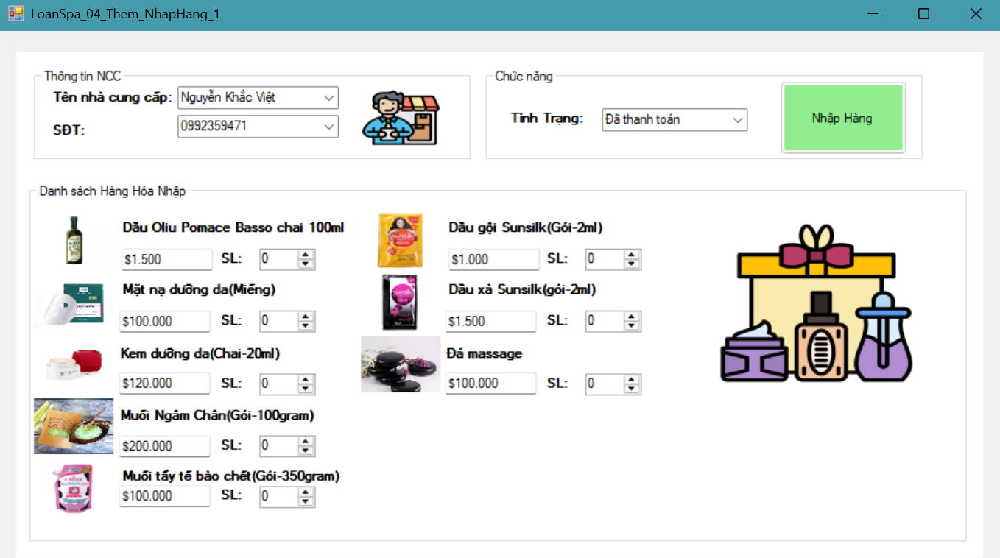 LoanSpa_04_Them_NhapHang_1
Thông tin NCC
Tên nhà cung cấp: Nguyễn Khắc Việt
SĐT: 0992359471
Chức năng
Tình Trạng: Đã thanh toán
Nhập Hàng
Danh sách Hàng Hóa Nhập
Dầu Oliu Pomace Basso chai 100ml
$1.500 SL: 0
Mặt nạ dưỡng da(Miếng)
$100.000 SL: 0
Kem dưỡng da(Chai-20ml)
$120.000 SL: 0
Muối Ngâm Chân(Gói-100gram)
$200.000 SL: 0
Muối tẩy tế bào chết(Gói-350gram)
$100.000 SL: 0
sunsilk
Dầu gội Sunsilk(Gói-2ml)
$1.000 SL: 0
sunsilk
Dầu xả Sunsilk(gói-2ml)
$1.500 SL: 0
Đá massage
$100.000 SL: 0